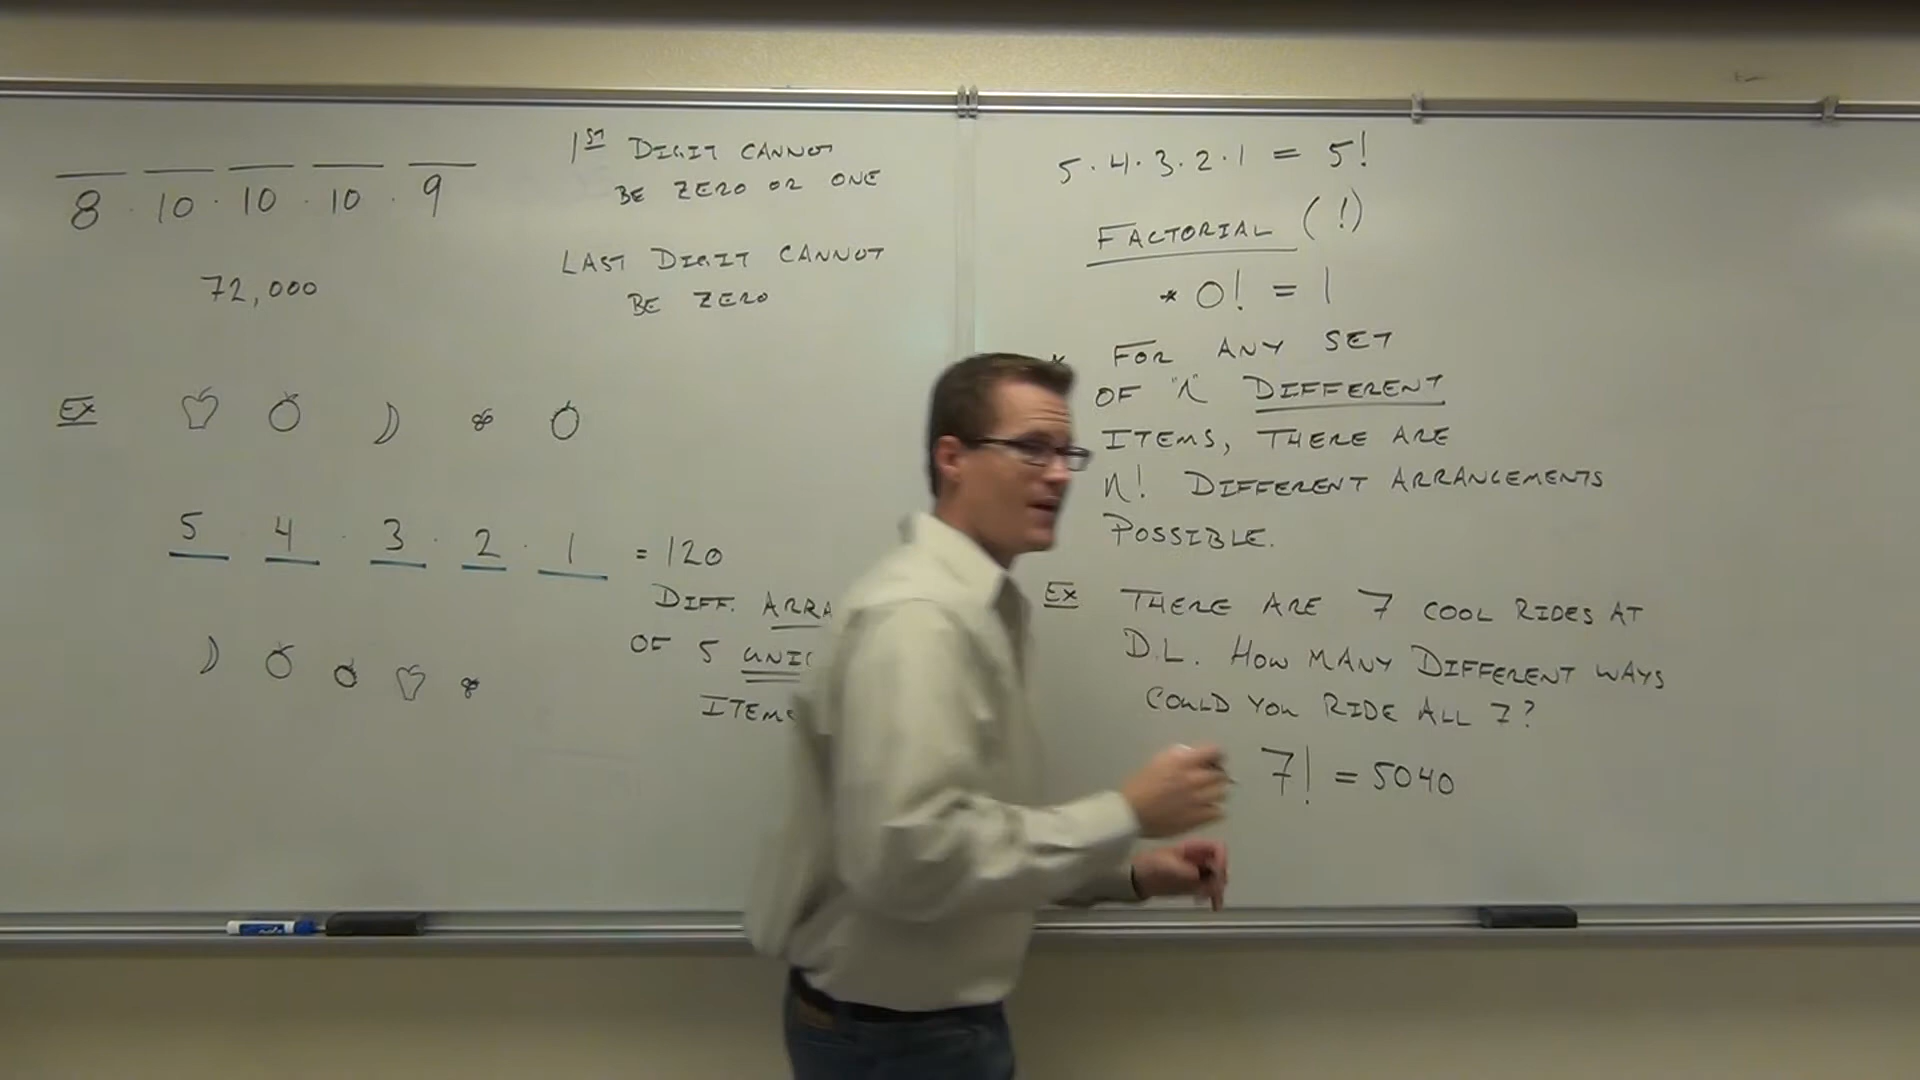 8 · 10 · 10 · 10 · 9
72,000
1ST DIGIT CANNOT
BE ZERO OR ONE
LAST DIGIT CANNOT
BE ZERO
EX
5 4 · 3 · 2 · 1 = 120
DIFF.
OF 5
5 · 4 · 3 · 2 · 1 = 5!
FACTORIAL (!)
* 0! = 1
FOR ANY SET
OF "n" DIFFERENT
ITEMS, THERE ARE
n! DIFFERENT ARRANGEMENTS
POSSIBLE.
EX THERE ARE 7 COOL RIDES AT
D.L. HOW MANY DIFFERENT WAYS
COULD YOU RIDE ALL 7?
7! = 5040